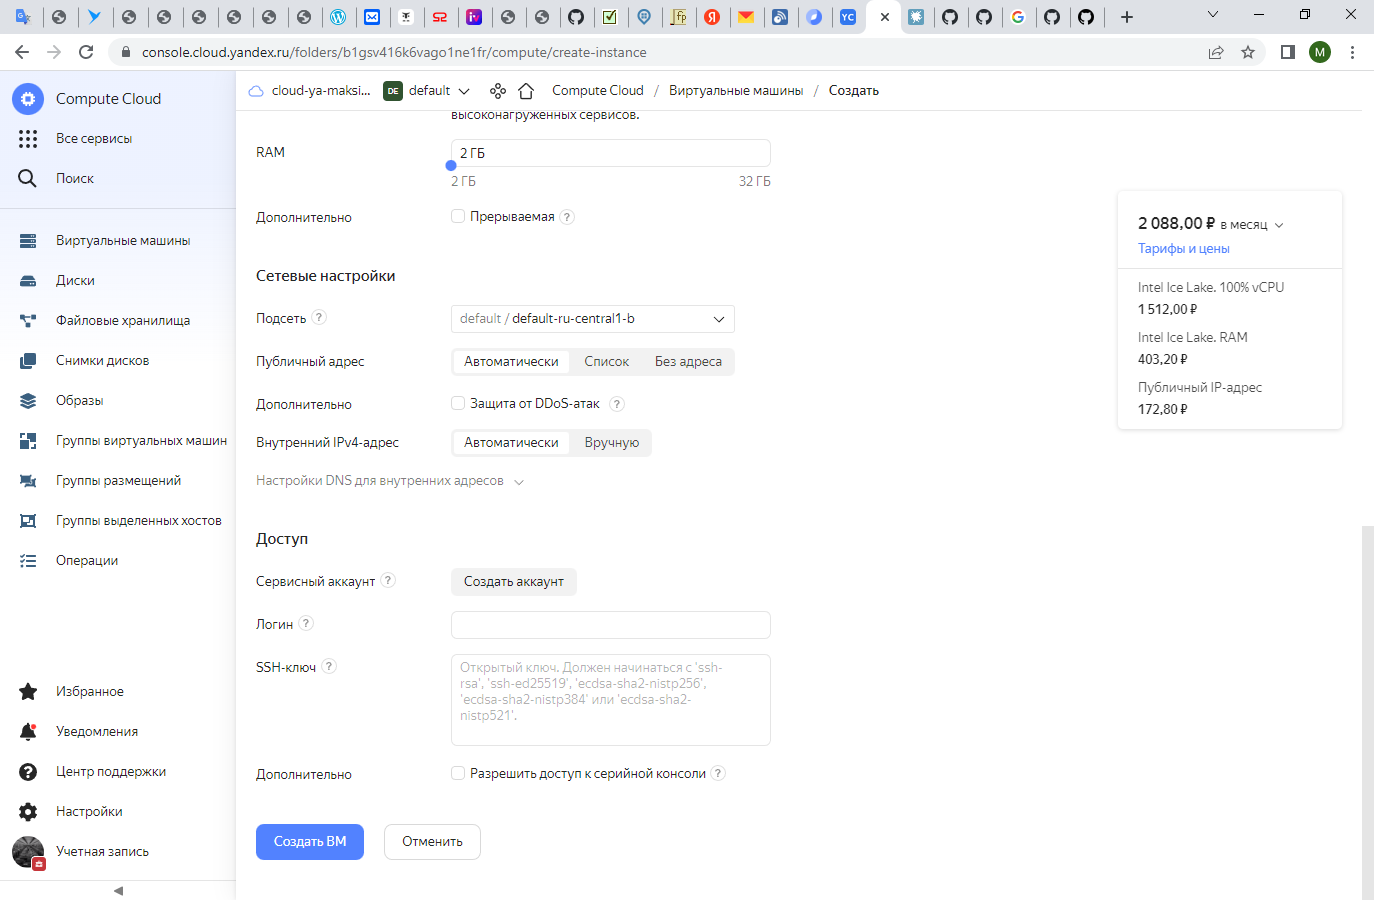 console.cloud.yandex.ru/folders/b1gsv416k6vago1ne1fr/compute/create-instance
M
Compute Cloud
Все сервисы
Поиск
Виртуальные машины
Диски
Файловые хранилища
Снимки дисков
Образы
Группы виртуальных машин
Группы размещений
Группы выделенных хостов
Операции
Избранное
Уведомления
Центр поддержки
Настройки
Учетная запись
cloud-ya-maksi... DE default Compute Cloud / Виртуальные машины / Создать
высоконагруженных сервисов.
RAM 2 ГБ
2 ГБ 32 ГБ
Дополнительно Прерываемая ?
Сетевые настройки
Подсеть ? default / default-ru-central1-b
Публичный адрес Автоматически Список Без адреса
Дополнительно Защита от DDoS-атак ?
Внутренний IPv4-адрес Автоматически Вручную
Настройки DNS для внутренних адресов
Доступ
Сервисный аккаунт ? Создать аккаунт
Логин ?
SSH-ключ ? Открытый ключ. Должен начинаться с 'ssh-
rsa', 'ssh-ed25519', 'ecdsa-sha2-nistp256',
'ecdsa-sha2-nistp384' или 'ecdsa-sha2-
nistp521'.
Дополнительно Разрешить доступ к серийной консоли ?
Создать ВМ Отменить
2 088,00 ₽ в месяц
Тарифы и цены
Intel Ice Lake. 100% vCPU
1 512,00 ₽
Intel Ice Lake. RAM
403,20 ₽
Публичный IP-адрес
172,80 ₽